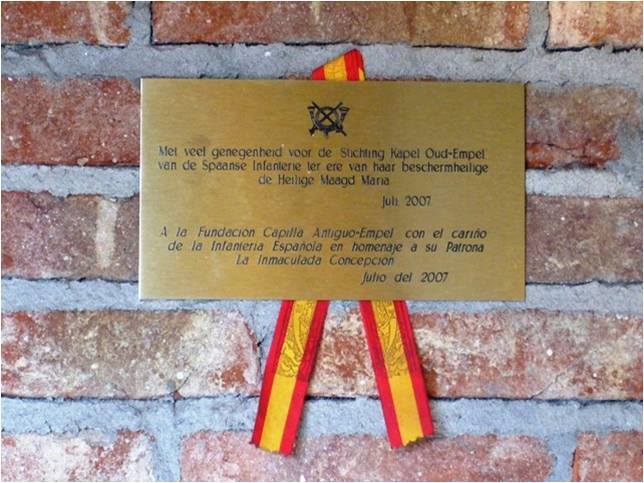 Met veel genegenheid voor de Stichting Kapel Oud-Empel
van de Spaanse Infanterie ter ere van haar beschermheilige
de Heilige Maagd Maria
Juli 2007
A la Fundación Capilla Antiguo-Empel con el cariño
de la Infantería Española en homenaje a su Patrona
La Inmaculada Concepción
Julio del 2007